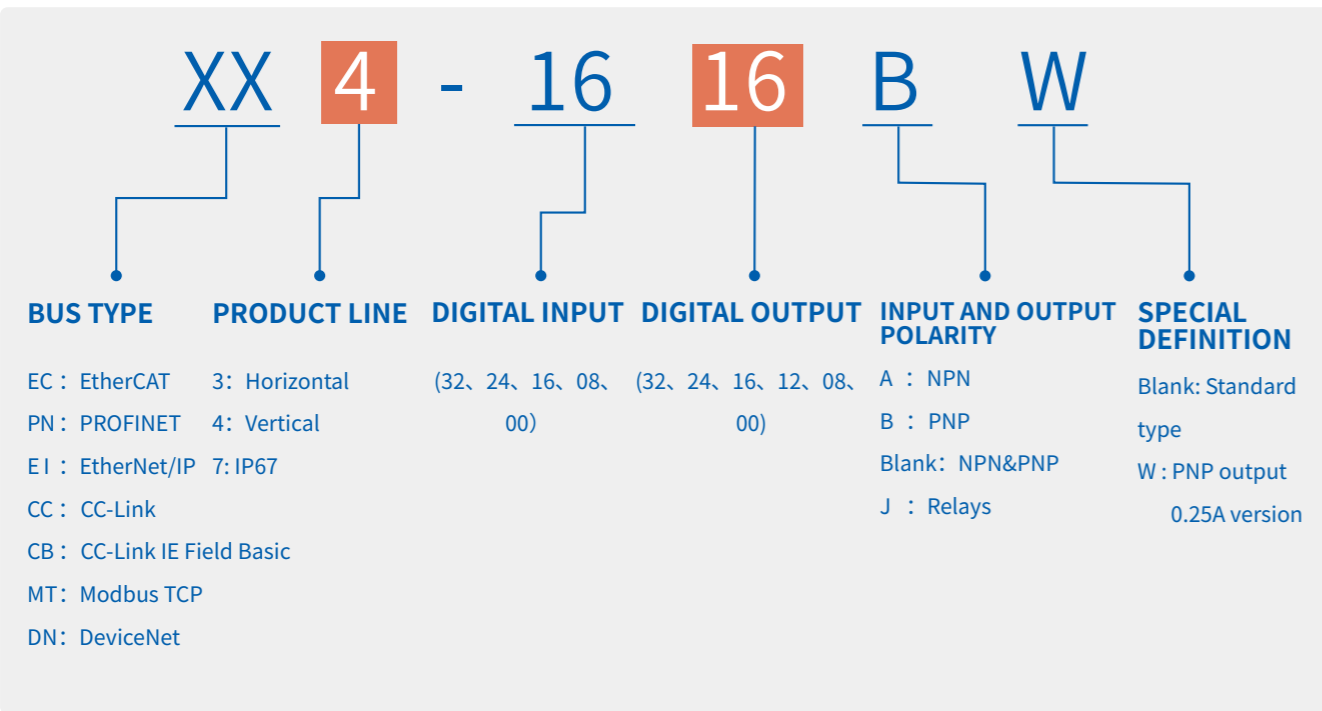 XX 4 - 16 16 B W
BUS TYPE
EC：EtherCAT
PN：PROFINET
EI：EtherNet/IP
CC：CC-Link
CB：CC-Link IE Field Basic
MT：Modbus TCP
DN：DeviceNet
PRODUCT LINE
3：Horizontal
4：Vertical
7: IP67
DIGITAL INPUT
(32、24、16、08、
00）
DIGITAL OUTPUT
(32、24、16、12、08、
00)
INPUT AND OUTPUT
POLARITY
A ：NPN
B ：PNP
Blank：NPN&PNP
J ：Relays
SPECIAL
DEFINITION
Blank: Standard
type
W : PNP output
0.25A version